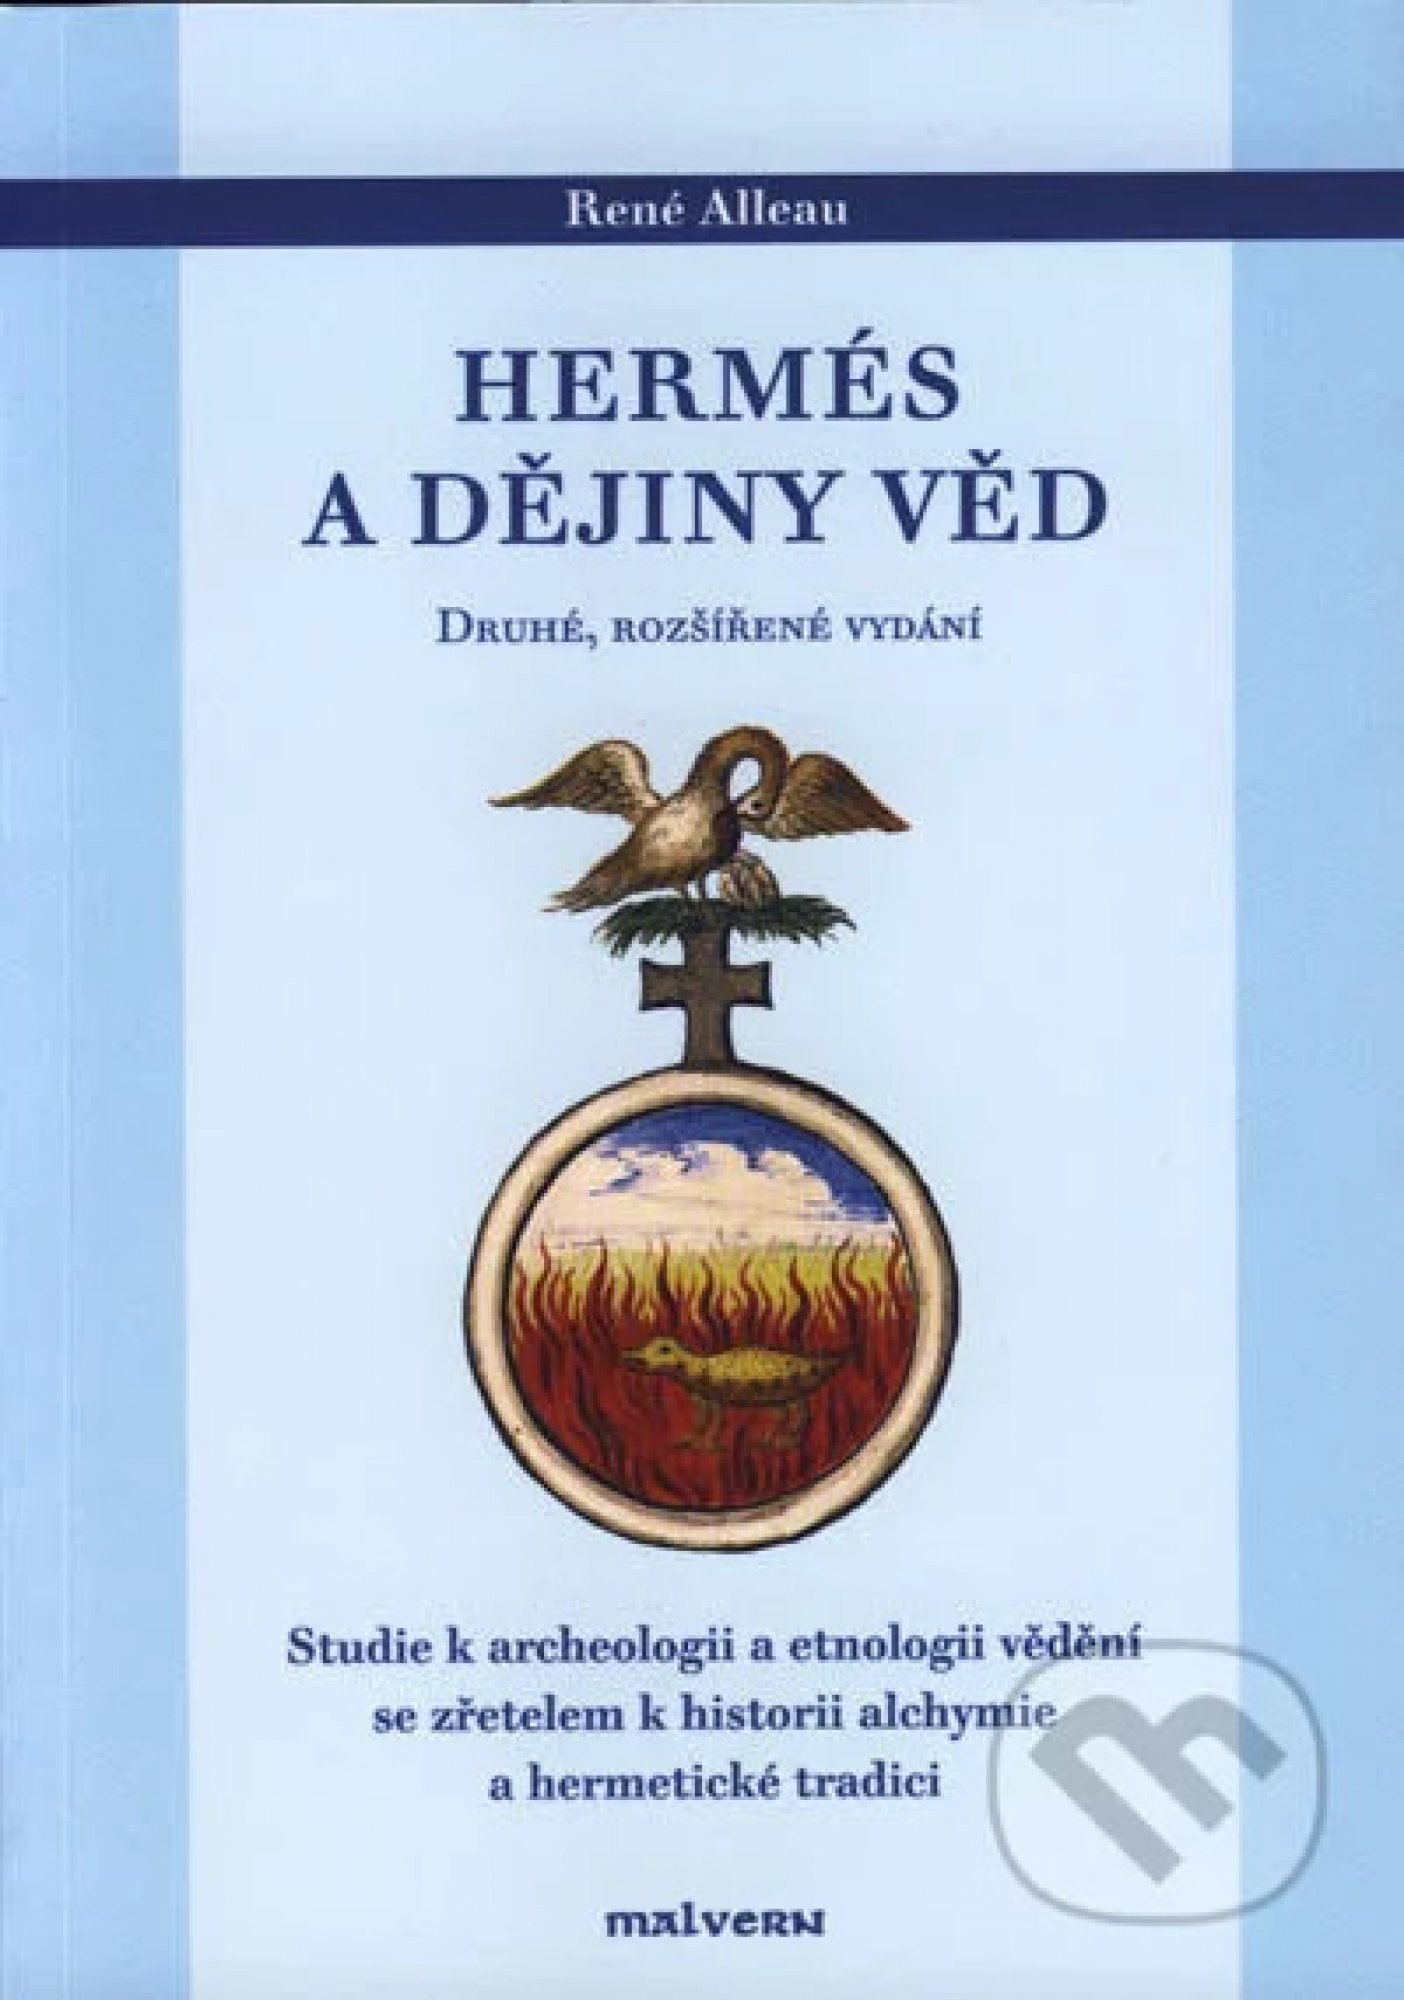 René Alleau
HERMÉS
A DĚJINY VĚD
DRUHÉ, ROZŠÍŘENÉ VYDÁNÍ
Studie k archeologii a etnologii vědění
se zřetelem k historii alchymie
a hermetické tradici
malvern